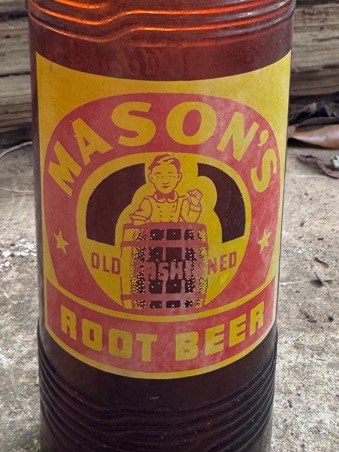 MASON'S
OLD FASHIONED
ROOT BEER